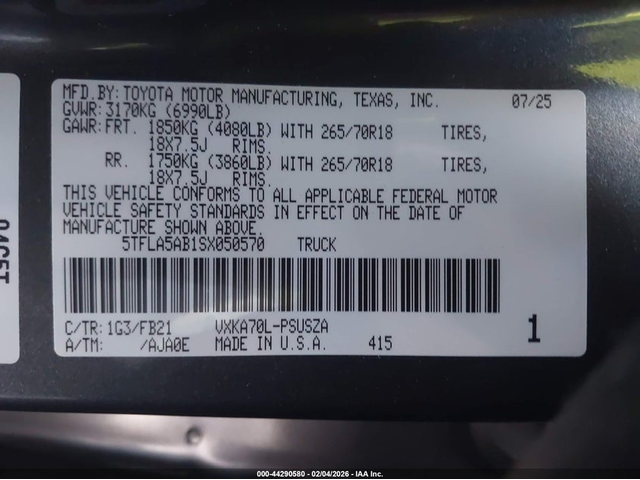 MFD.BY: TOYOTA MOTOR MANUFACTURING, TEXAS, INC. 07/25
GVWR: 3170KG (6990LB)
GAWR: FRT. 1850KG (4080LB) WITH 265/70R18 TIRES,
18X7.5J RIMS.
RR. 1750KG (3860LB) WITH 265/70R18 TIRES,
18X7.5J RIMS.
THIS VEHICLE CONFORMS TO ALL APPLICABLE FEDERAL MOTOR
VEHICLE SAFETY STANDARDS IN EFFECT ON THE DATE OF
MANUFACTURE SHOWN ABOVE.
5TFLA5AB1SX050570 TRUCK
C/TR: 1G3/FB21 VXKA70L-PSUSZA
A/TM: /AJA0E MADE IN U.S.A. 415
1
000-44290580 - 02/04/2026 - IAA Inc.